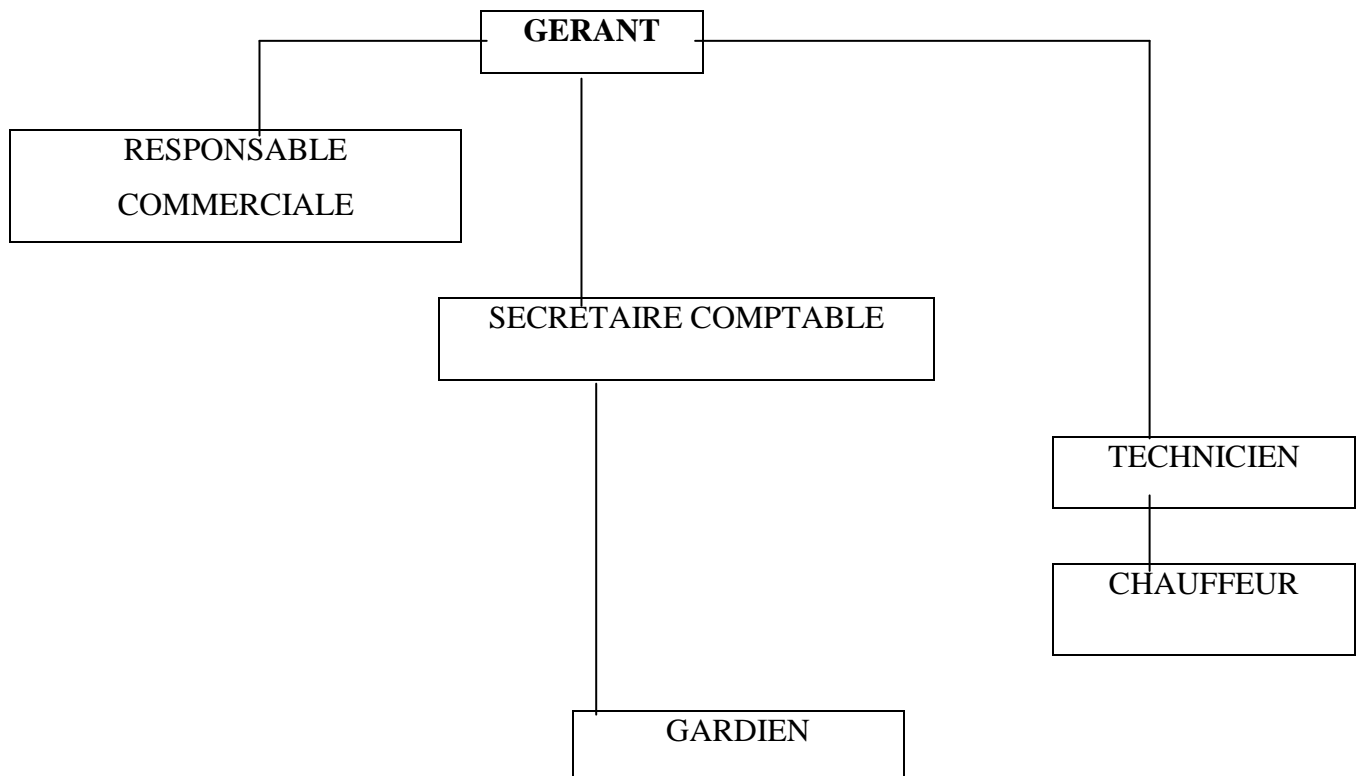 GERANT
RESPONSABLE
COMMERCIALE
SECRETAIRE COMPTABLE
TECHNICIEN
CHAUFFEUR
GARDIEN